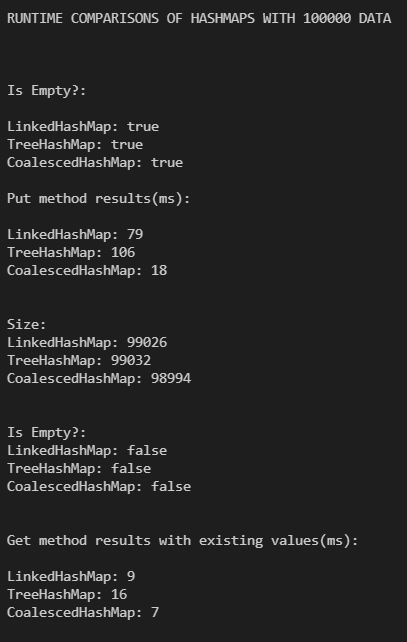 RUNTIME COMPARISONS OF HASHMAPS WITH 100000 DATA
Is Empty?:
LinkedHashMap: true
TreeHashMap: true
CoalescedHashMap: true
Put method results(ms):
LinkedHashMap: 79
TreeHashMap: 106
CoalescedHashMap: 18
Size:
LinkedHashMap: 99026
TreeHashMap: 99032
CoalescedHashMap: 98994
Is Empty?:
LinkedHashMap: false
TreeHashMap: false
CoalescedHashMap: false
Get method results with existing values(ms):
LinkedHashMap: 9
TreeHashMap: 16
CoalescedHashMap: 7